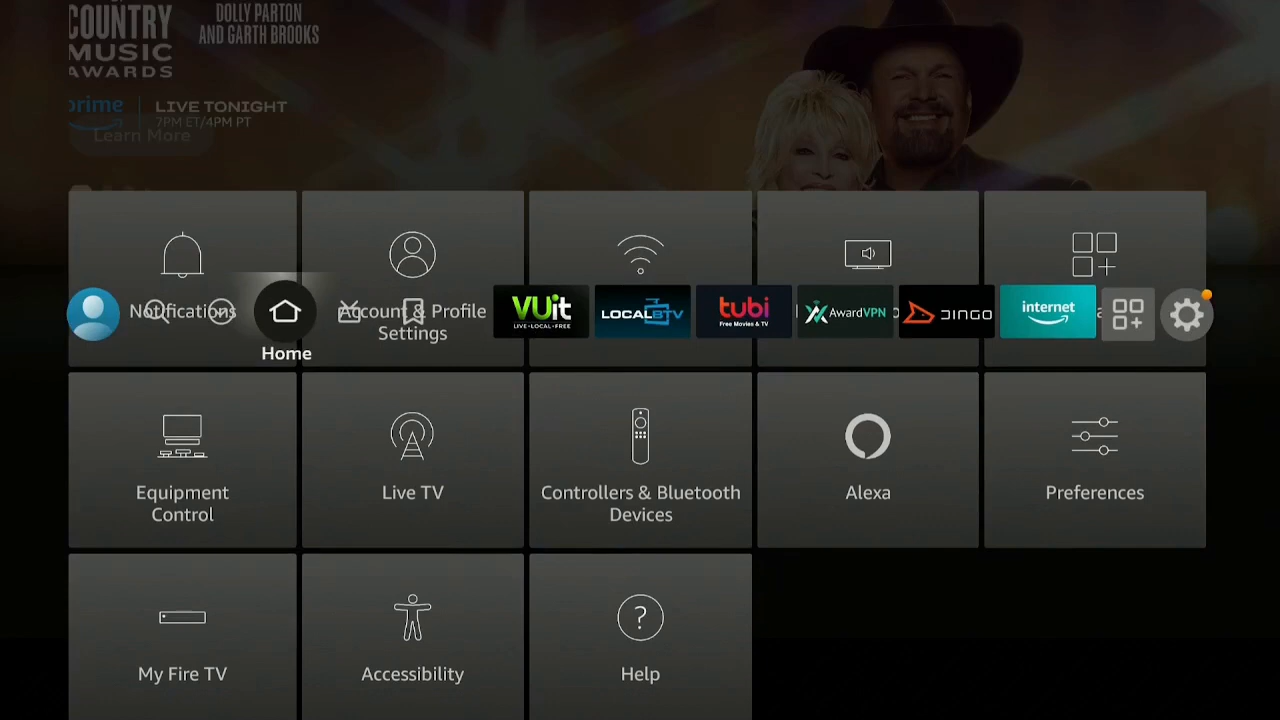 COUNTRY
MUSIC
AWARDS
DOLLY PARTON
AND GARTH BROOKS
prime
LIVE TONIGHT
7PM ET/4PM PT
Learn More
Notifications
Account & Profile
Settings
Home
VUit
LIVE•LOCAL•FREE
LOCALBTV
tubi
Free Movies & TV
AwardVPN
DINGO
internet
Equipment
Control
Live TV
Controllers & Bluetooth
Devices
Alexa
Preferences
My Fire TV
Accessibility
?
Help